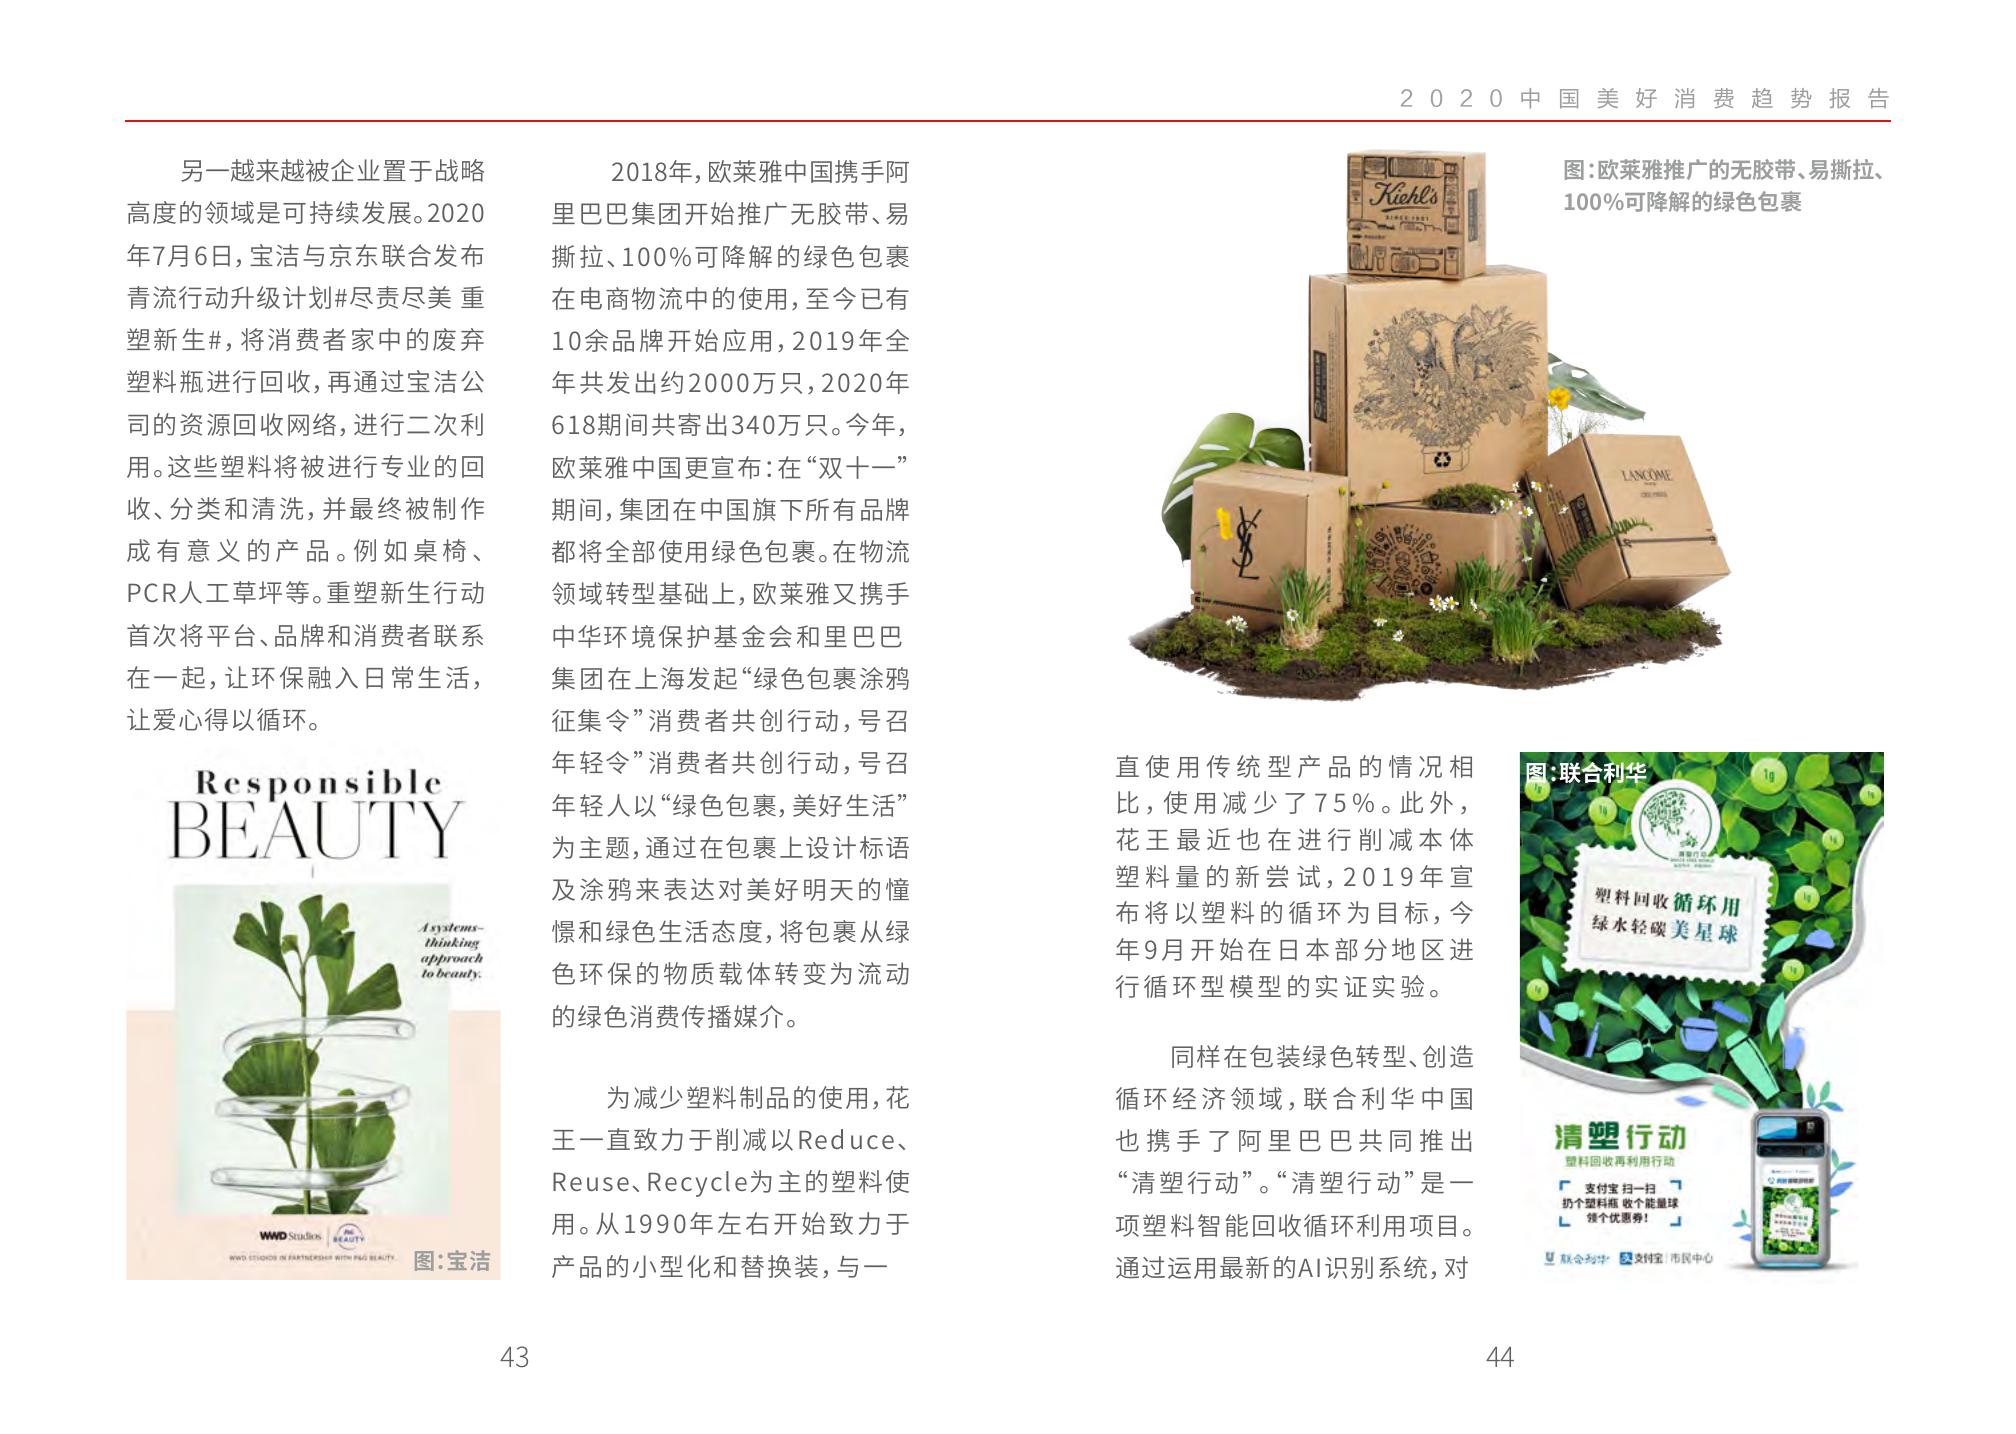 2020中国美好消费趋势报告
另一越来越被企业置于战略
高度的领域是可持续发展。2020
年7月6日，宝洁与京东联合发布
青流行动升级计划#尽责尽美 重
塑新生#，将消费者家中的废弃
塑料瓶进行回收，再通过宝洁公
司的资源回收网络，进行二次利
用。这些塑料将被进行专业的回
收、分类和清洗，并最终被制作
成有意义的产品。例如桌椅、
PCR人工草坪等。重塑新生行动
首次将平台、品牌和消费者联系
在一起，让环保融入日常生活，
让爱心得以循环。
Responsible
BEAUTY
A systems-
thinking
approach
to beauty.
WWD Studios
P&G
BEAUTY
WWD STUDIOS IN PARTNERSHIP WITH P&G BEAUTY
图：宝洁
2018年，欧莱雅中国携手阿
里巴巴集团开始推广无胶带、易
撕拉、100%可降解的绿色包裹
在电商物流中的使用，至今已有
10余品牌开始应用，2019年全
年共发出约2000万只，2020年
618期间共寄出340万只。今年，
欧莱雅中国更宣布：在“双十一”
期间，集团在中国旗下所有品牌
都将全部使用绿色包裹。在物流
领域转型基础上，欧莱雅又携手
中华环境保护基金会和里巴巴
集团在上海发起“绿色包裹涂鸦
征集令”消费者共创行动，号召
年轻令”消费者共创行动，号召
年轻人以“绿色包裹，美好生活”
为主题，通过在包裹上设计标语
及涂鸦来表达对美好明天的憧
憬和绿色生活态度，将包裹从绿
色环保的物质载体转变为流动
的绿色消费传播媒介。
为减少塑料制品的使用，花
王一直致力于削减以Reduce、
Reuse、Recycle为主的塑料使
用。从1990年左右开始致力于
产品的小型化和替换装，与一
43
图：欧莱雅推广的无胶带、易撕拉、
100%可降解的绿色包裹
Kiehl's
SINCE 1851
LANCÔME
YSL
直使用传统型产品的情况相
比，使用减少了75%。此外，
花王最近也在进行削减本体
塑料量的新尝试，2019年宣
布将以塑料的循环为目标，今
年9月开始在日本部分地区进
行循环型模型的实证实验。
同样在包装绿色转型、创造
循环经济领域，联合利华中国
也携手了阿里巴巴共同推出
“清塑行动”。“清塑行动”是一
项塑料智能回收循环利用项目。
通过运用最新的AI识别系统，对
图：联合利华
1g
清塑行动
塑料回收循环用
绿水轻碳美星球
清塑行动
塑料回收再利用行动
支付宝 扫一扫
扔个塑料瓶 收个能量球
领个优惠券！
联合利华
支付宝 市民中心
44